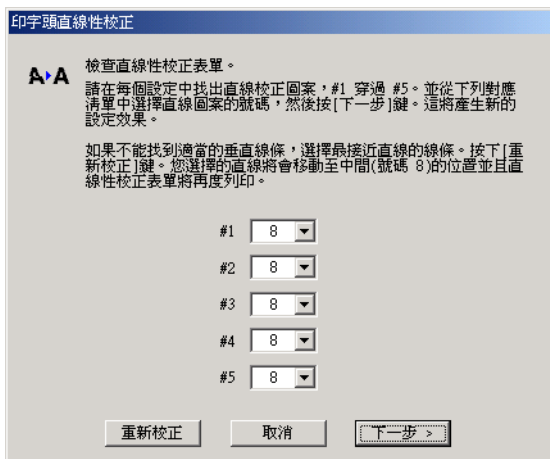 印字頭直線性校正
A▸A
檢查直線性校正表單。
請在每個設定中找出直線校正圖案，#1 穿過 #5。並從下列對應
清單中選擇直線圖案的號碼，然後按[下一步]鍵。這將產生新的
設定效果。
如果不能找到適當的垂直線條，選擇最接近直線的線條。按下[重
新校正]鍵。您選擇的直線將會移動至中間(號碼 8)的位置並且直
線性校正表單將再度列印。
#1 8
#2 8
#3 8
#4 8
#5 8
重新校正 取消 下一步 >